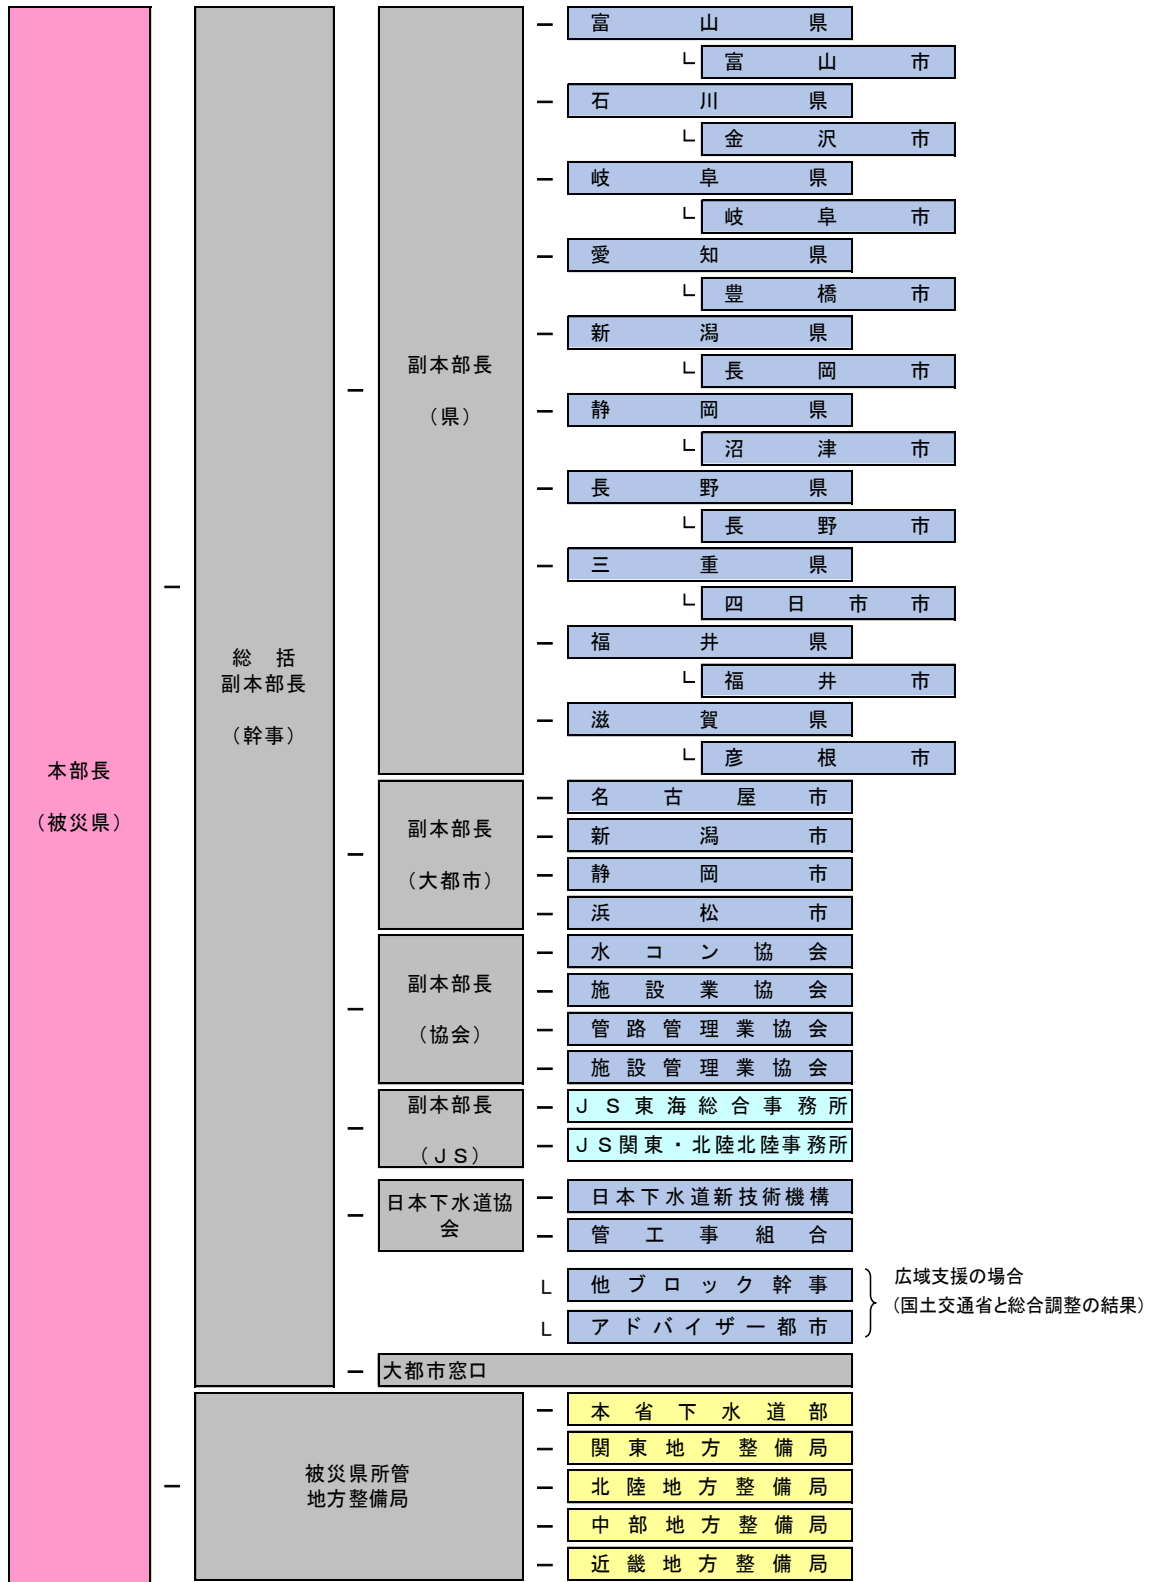 本部長
（被災県）
総　括
副本部長
（幹事）
副本部長
（県）
富山県
富山市
石川県
金沢市
岐阜県
岐阜市
愛知県
豊橋市
新潟県
長岡市
静岡県
沼津市
長野県
長野市
三重県
四日市市
福井県
福井市
滋賀県
彦根市
副本部長
（大都市）
名古屋市
新潟市
静岡市
浜松市
副本部長
（協会）
水コン協会
施設業協会
管路管理業協会
施設管理業協会
副本部長
（ＪＳ）
ＪＳ東海総合事務所
ＪＳ関東・北陸北陸事務所
日本下水道協
会
日本下水道新技術機構
管工事組合
他ブロック幹事
アドバイザー都市
広域支援の場合
（国土交通省と総合調整の結果）
大都市窓口
被災県所管
地方整備局
本省下水道部
関東地方整備局
北陸地方整備局
中部地方整備局
近畿地方整備局